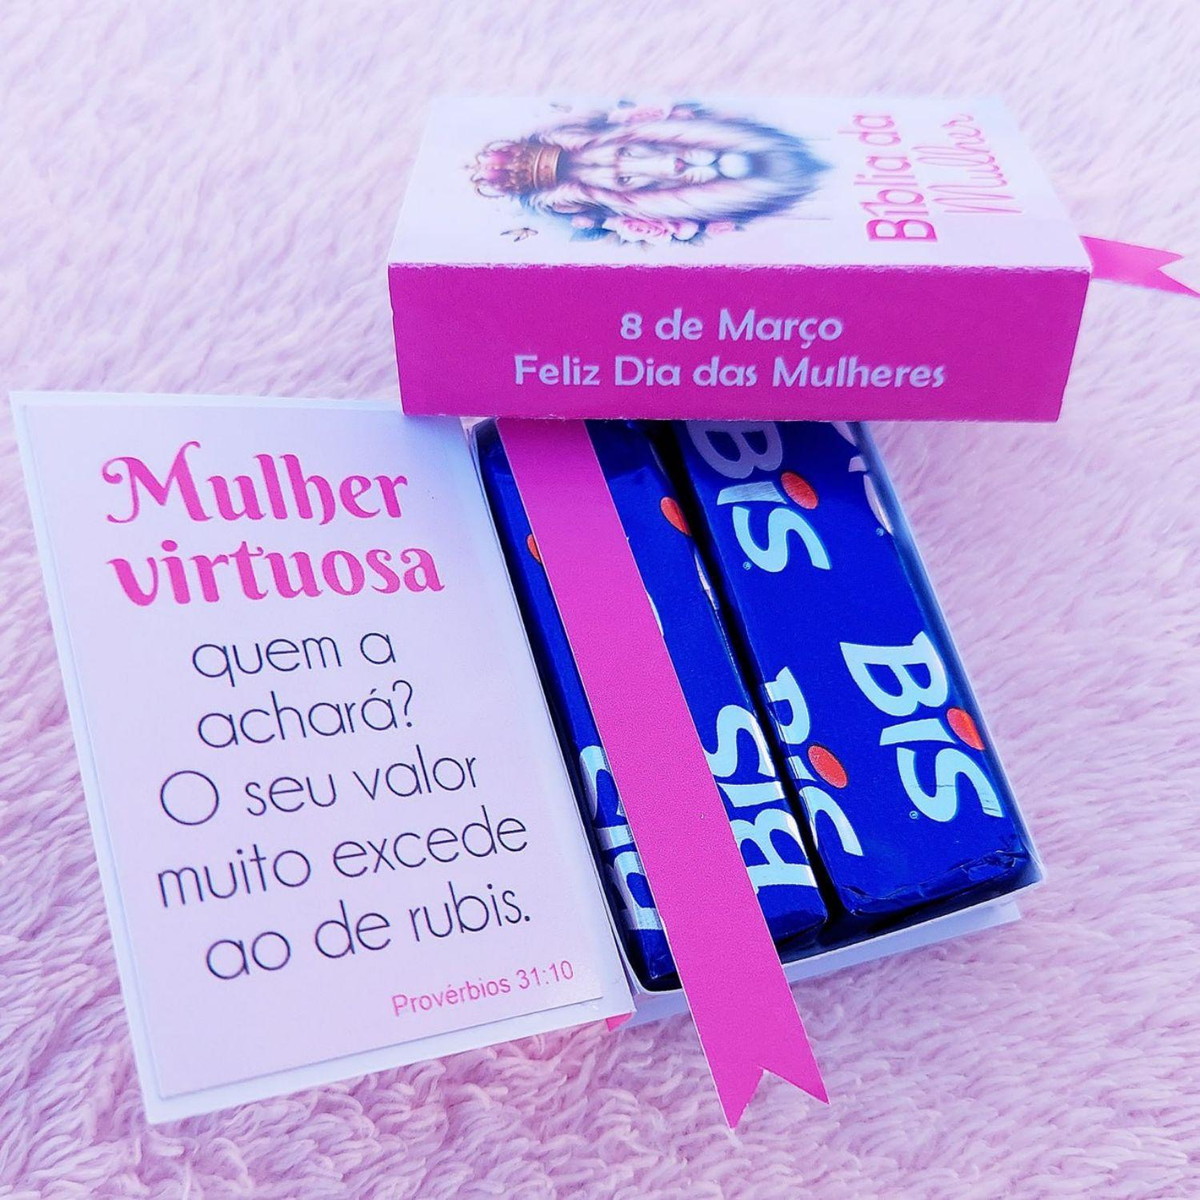 Bíblia da
Mulher
8 de Março
Feliz Dia das Mulheres
Mulher
virtuosa
quem a
achará?
O seu valor
muito excede
ao de rubis.
Provérbios 31:10
BiS
BiS
BiS
BiS